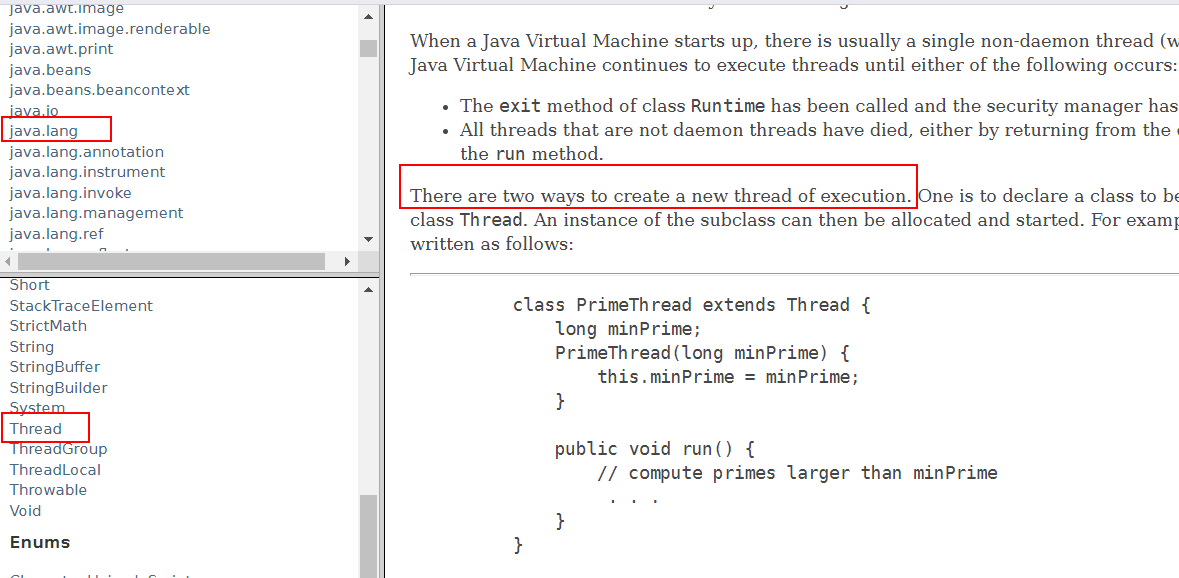 java.awt.image
java.awt.image.renderable
java.awt.print
java.beans
java.beans.beancontext
java.io
java.lang
java.lang.annotation
java.lang.instrument
java.lang.invoke
java.lang.management
java.lang.ref
Short
StackTraceElement
StrictMath
String
StringBuffer
StringBuilder
System
Thread
ThreadGroup
ThreadLocal
Throwable
Void
Enums
When a Java Virtual Machine starts up, there is usually a single non-daemon thread (w
Java Virtual Machine continues to execute threads until either of the following occurs:
• The exit method of class Runtime has been called and the security manager has
• All threads that are not daemon threads have died, either by returning from the
the run method.
There are two ways to create a new thread of execution. One is to declare a class to be
class Thread. An instance of the subclass can then be allocated and started. For examp
written as follows:
class PrimeThread extends Thread {
long minPrime;
PrimeThread(long minPrime) {
this.minPrime = minPrime;
}
public void run() {
// compute primes larger than minPrime
. . .
}
}